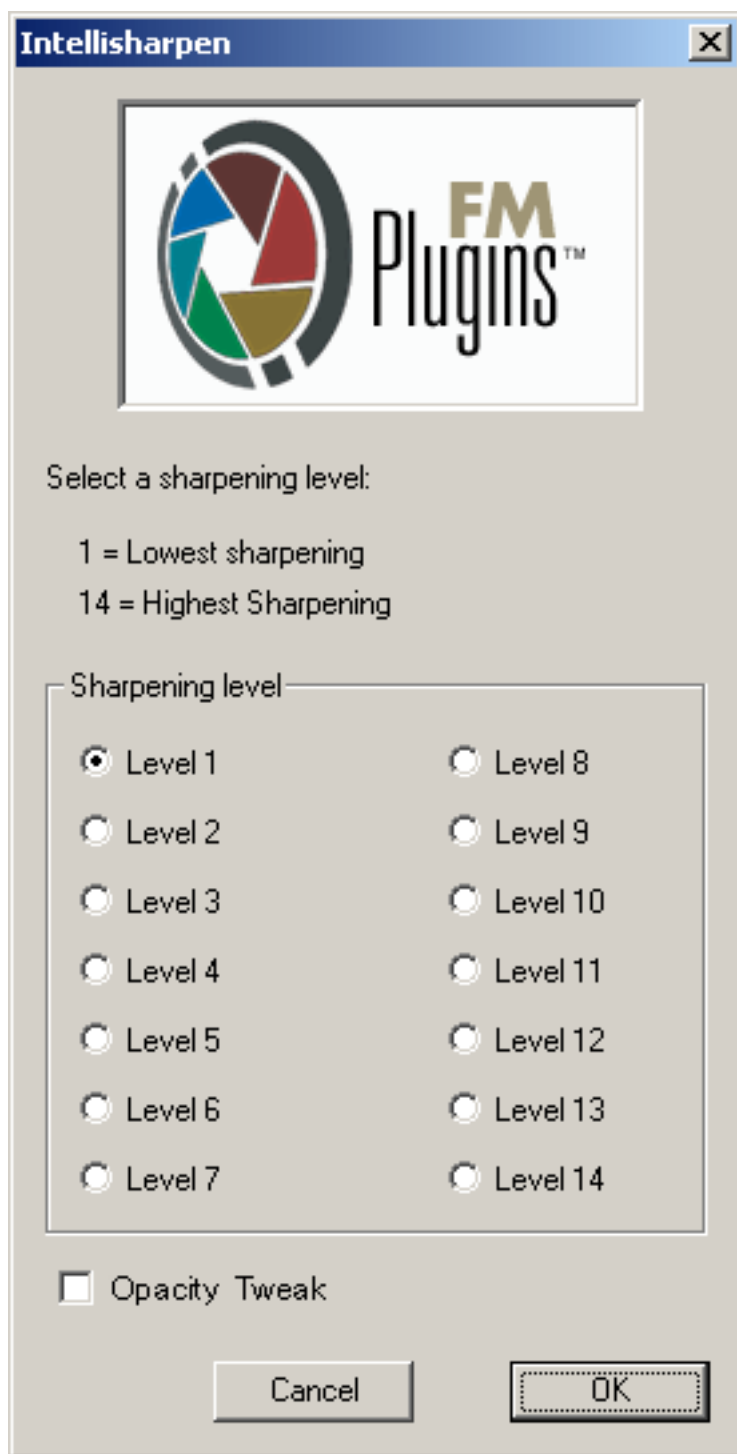 Intellisharpen
FM
Plugins™
Select a sharpening level:
1 = Lowest sharpening
14 = Highest Sharpening
Sharpening level
Level 1
Level 2
Level 3
Level 4
Level 5
Level 6
Level 7
Level 8
Level 9
Level 10
Level 11
Level 12
Level 13
Level 14
Opacity Tweak
Cancel
OK